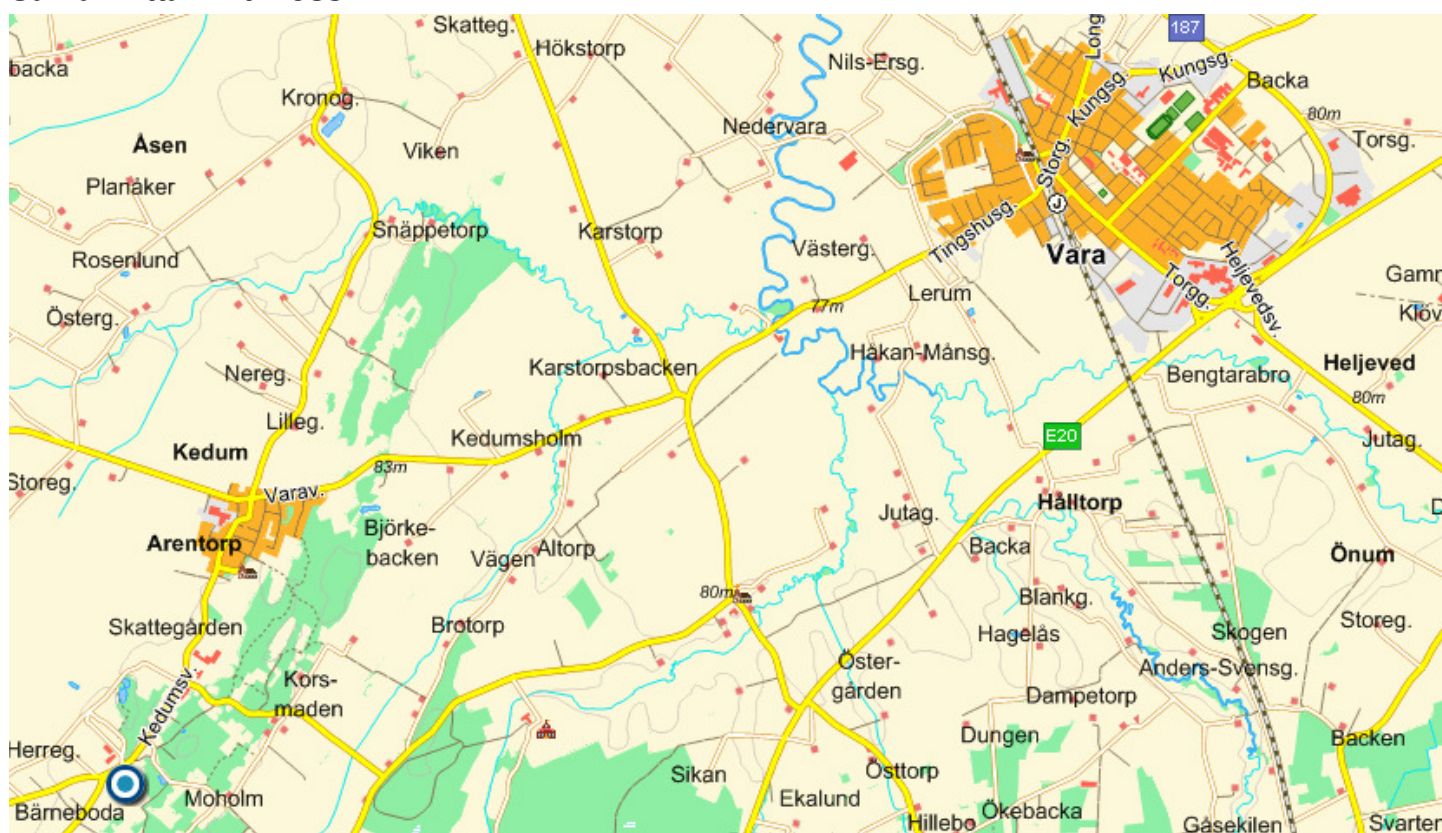 Skatteg.
187
Hökstorp
Long
backa
Nils-Ersg.
Kungsg.
Backa
Kronog.
Kungsg.
80m
Nedervara
Torsg.
Åsen
Viken
Planåker
Storg.
J
Snäppetorp
Karstorp
Tingshusg.
Västerg.
Vara
Heljevedsv.
Rosenlund
Gamr
Lerum
Torgg.
77m
Österg.
Klöv
Håkan-Månsg.
Karstorpsbacken
Heljeved
Nereg.
Bengtarabro
80m
Lilleg.
Kedumsholm
E20
Jutag.
Kedum
83m
Storeg.
Varav.
Hålltorp
Jutag.
Björke-
backen
Arentorp
Altorp
Vägen
Backa
Önum
80m
Blankg.
Skattegården
Brotorp
Hagelås
Skogen
Storeg.
Kedumsv.
Kors-
maden
Öster-
gården
Anders-Svensg.
Dampetorp
Herreg.
Dungen
Backen
Sikan
Östtorp
Moholm
Ekalund
Ökebacka
Bärneboda
Hillebo
Gåsekilen
Svarter